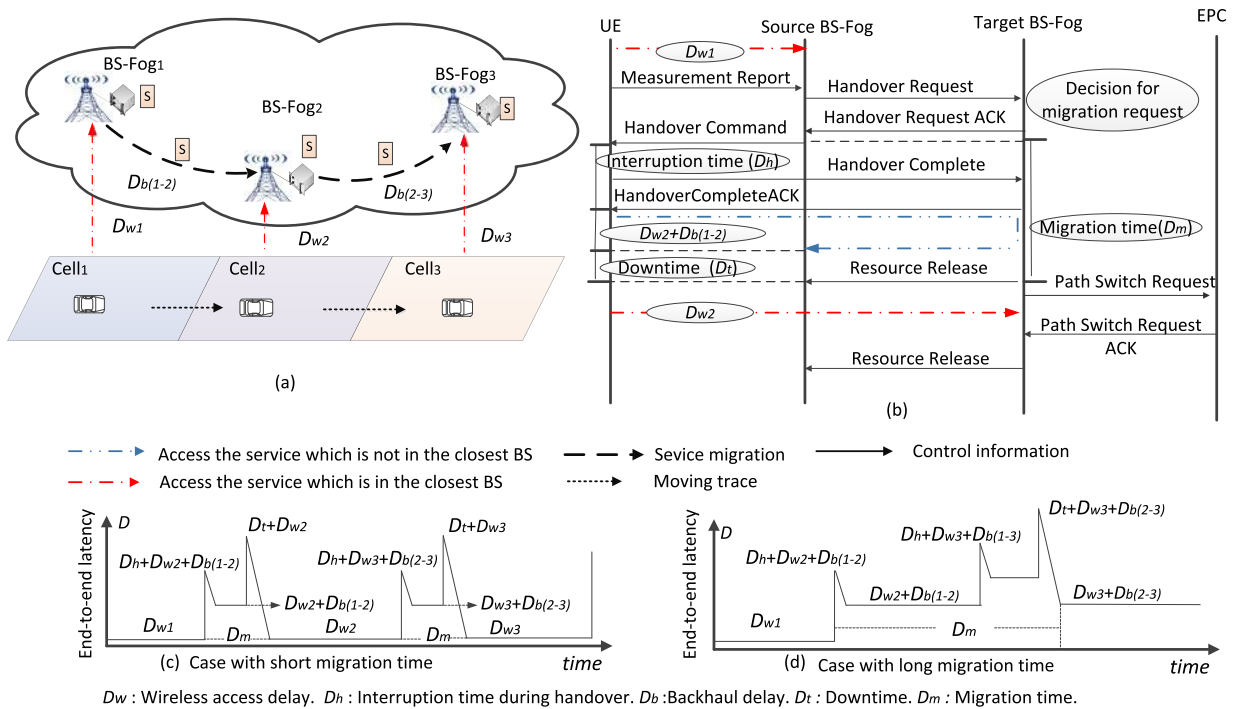 BS-Fog1
S
BS-Fog2
S
BS-Fog3
S
S
S
Db(1-2)
Db(2-3)
Dw1
Dw2
Dw3
Cell1
Cell2
Cell3
(a)
UE
Source BS-Fog
Target BS-Fog
EPC
Dw1
Measurement Report
Handover Request
Decision for
migration request
Handover Request ACK
Handover Command
Interruption time (Dh)
Handover Complete
HandoverCompleteACK
Dw2+Db(1-2)
Migration time(Dm)
Downtime (Dt)
Resource Release
Path Switch Request
Dw2
Path Switch Request
ACK
Resource Release
(b)
Access the service which is not in the closest BS
Sevice migration
Control information
Access the service which is in the closest BS
Moving trace
End-to-end latency
D
Dh+Dw2+Db(1-2)
Dt+Dw2
Dh+Dw3+Db(2-3)
Dt+Dw3
Dw2+Db(1-2)
Dw3+Db(2-3)
Dw1
Dm
Dw2
Dm
Dw3
(c) Case with short migration time
time
End-to-end latency
D
Dh+Dw2+Db(1-2)
Dh+Dw3+Db(1-3)
Dt+Dw3+Db(2-3)
Dw2+Db(1-2)
Dw3+Db(2-3)
Dw1
Dm
(d) Case with long migration time
time
Dw : Wireless access delay. Dh : Interruption time during handover. Db :Backhaul delay. Dt : Downtime. Dm : Migration time.